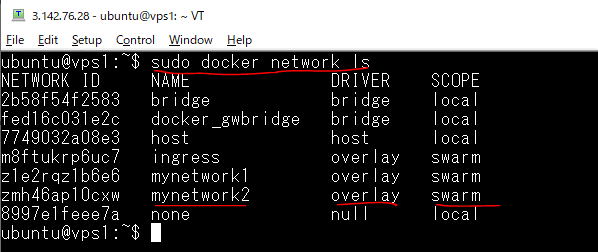 3.142.76.28 - ubuntu@vps1: ~ VT
File Edit Setup Control Window Help
ubuntu@vps1:~$ sudo docker network ls
NETWORK ID NAME DRIVER SCOPE
2b58f54f2583 bridge bridge local
fed16c031e2c docker_gwbridge bridge local
7749032a08e3 host host local
m8ftukrp6uc7 ingress overlay swarm
z1e2rqz1b6e6 mynetwork1 overlay swarm
zmh46ap10cxw mynetwork2 overlay swarm
8997e1feee7a none null local
ubuntu@vps1:~$